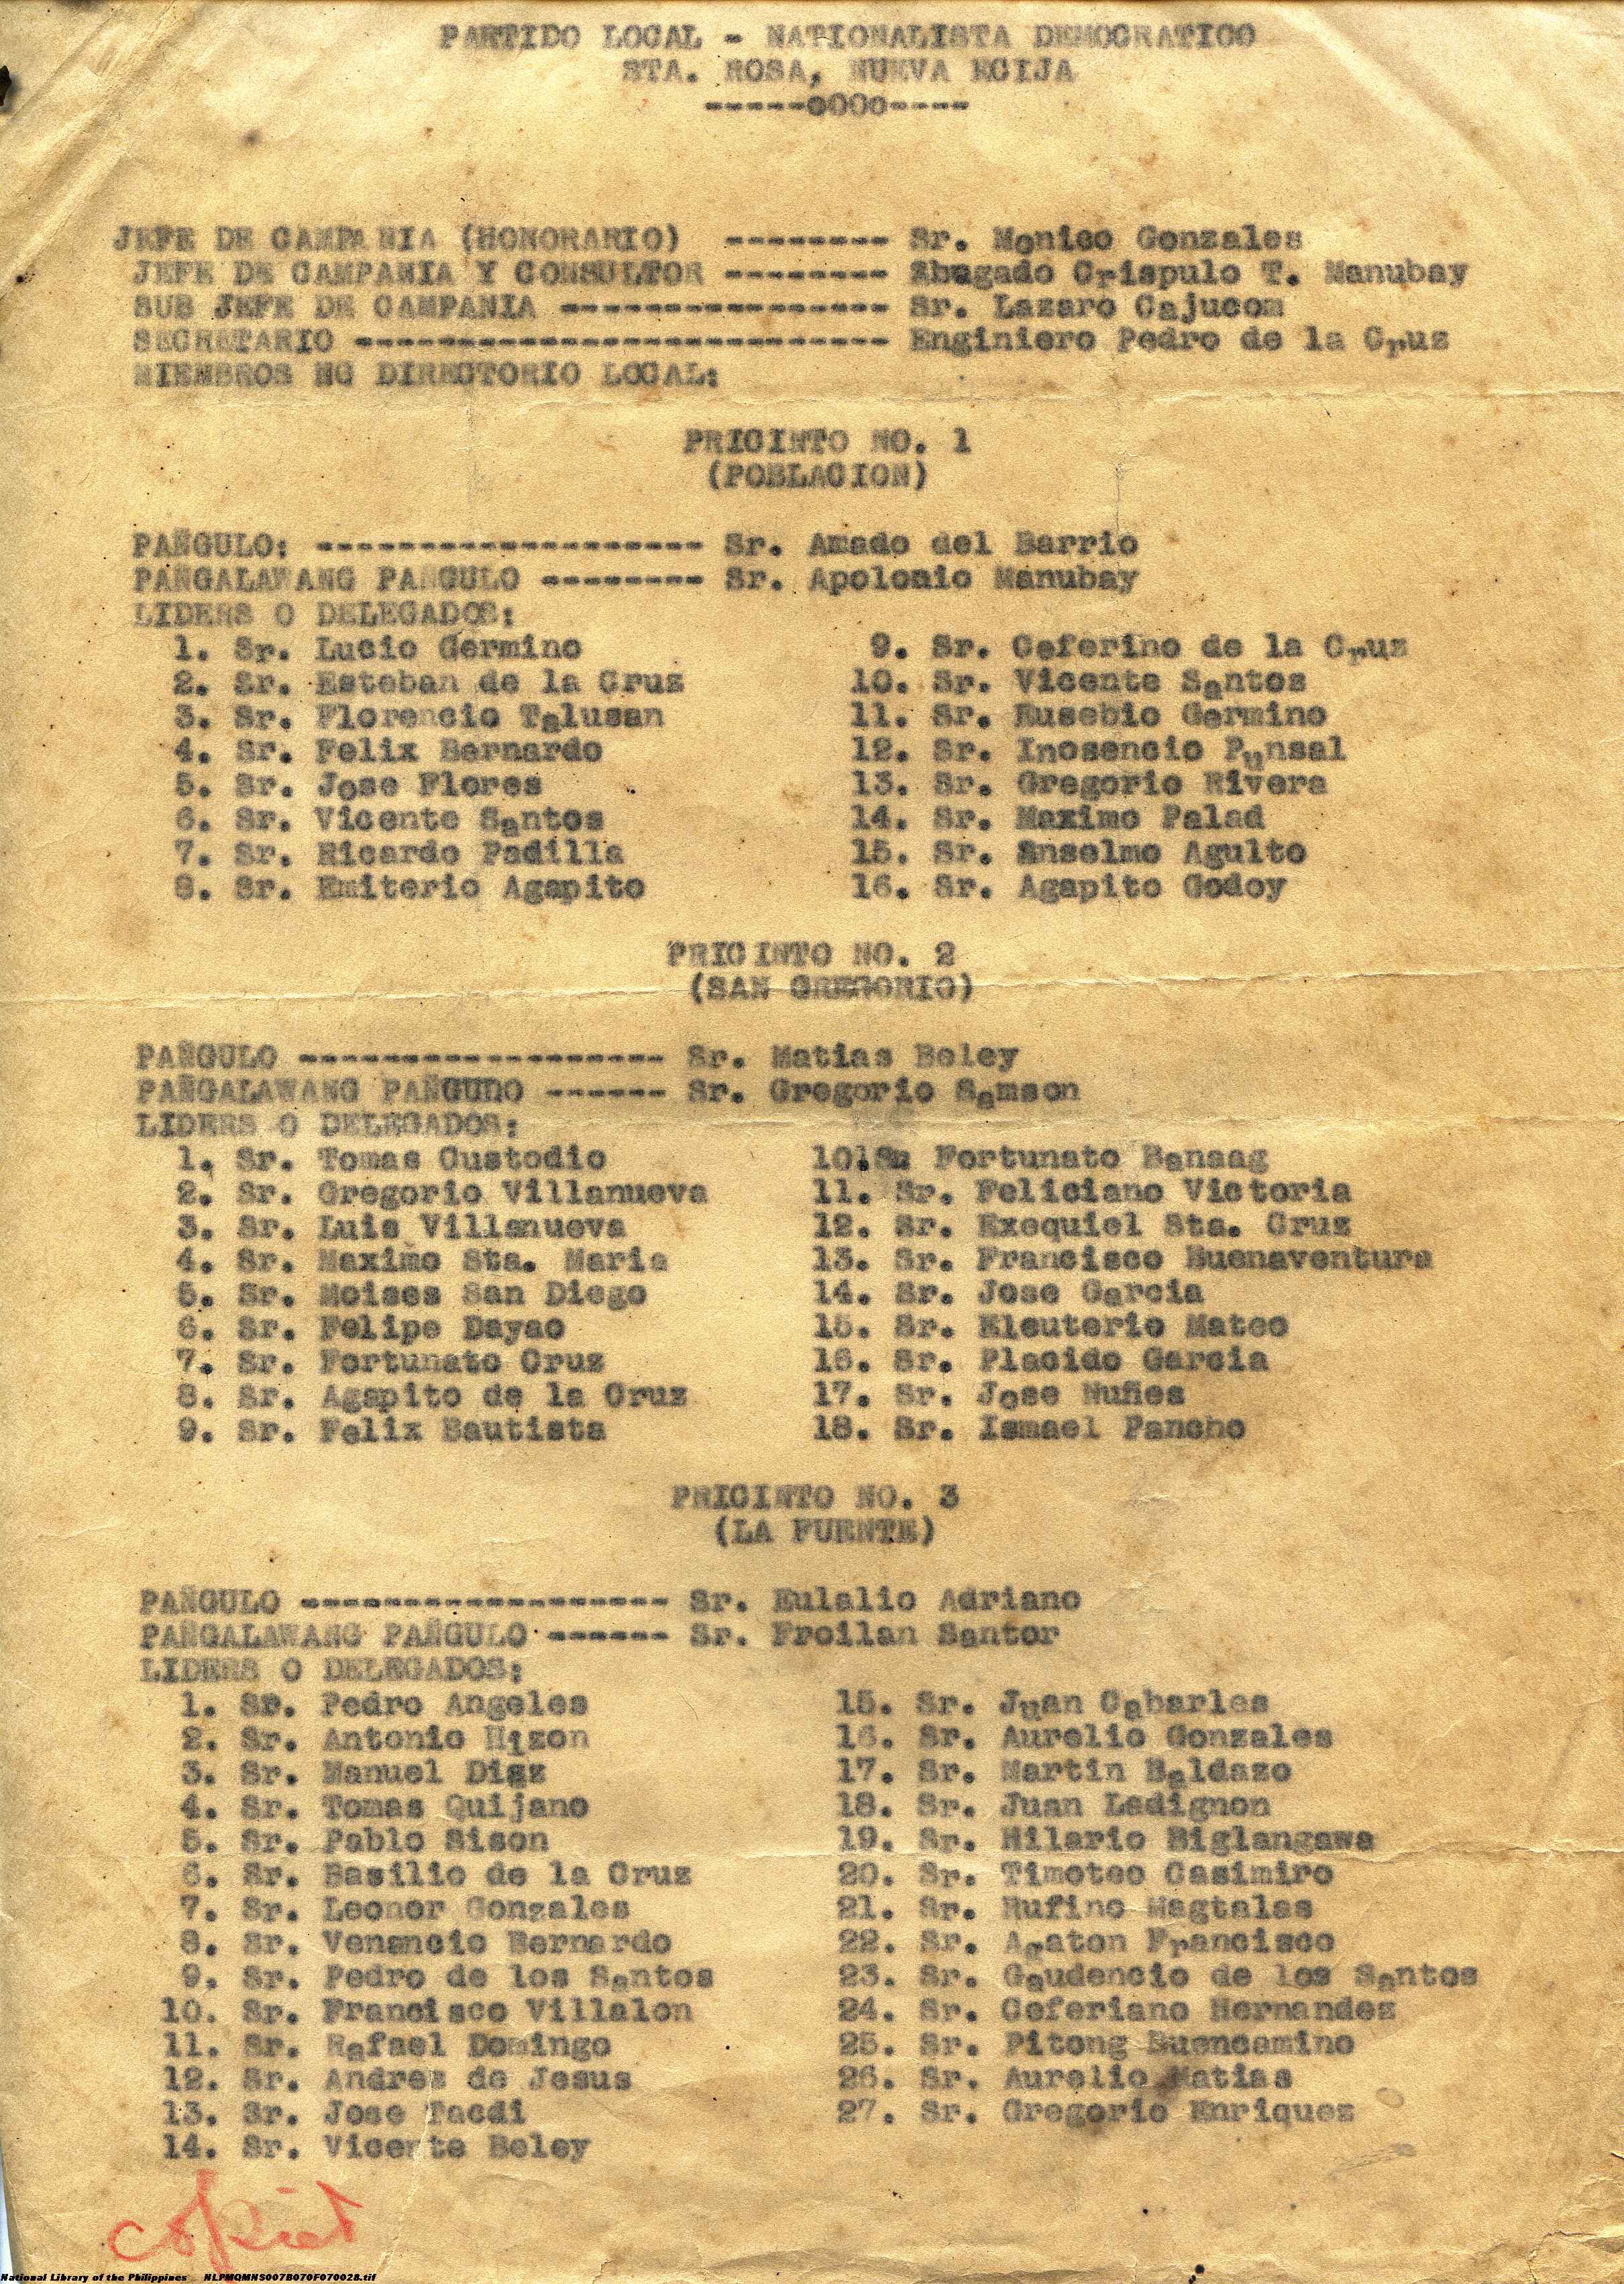 PARTIDO LOCAL - NATIONALISTA DEMOCRATICO
STA. ROSA, NUEVA ECIJA
-----oOOo----
JEFE DE CAMPANIA (HONORARIO) -------- Sr. Monico Gonzales
JEFE DE CAMPANIA Y CONSULTOR -------- Abugado Crispulo T. Manubay
SUB JEFE DE CAMPANIA ---------------- Sr. Lazaro Cajucom
SECRETARIO -------------------------- Enginiero Pedro de la Cruz
MIEMBROS NG DIRECTORIO LOCAL:
PRICINTO NO. 1
(POBLACION)
PAÑGULO: ------------------- Sr. Amado del Barrio
PAÑGALAWANG PAÑGULO -------- Sr. Apolonio Manubay
LIDERS O DELEGADOS:
1. Sr. Lucio Germino
2. Sr. Esteban de la Cruz
3. Sr. Florencio Talusan
4. Sr. Felix Bernardo
5. Sr. Jose Flores
6. Sr. Vicente Santos
7. Sr. Ricardo Padilla
8. Sr. Emiterio Agapito
9. Sr. Ceferino de la Cruz
10. Sr. Vicente Santos
11. Sr. Eusebio Germino
12. Sr. Inosencio Punsal
13. Sr. Gregorio Rivera
14. Sr. Maximo Palad
15. Sr. Anselmo Agulto
16. Sr. Agapito Godoy
PRICINTO NO. 2
(SAN GREGORIO)
PAÑGULO ------------------ Sr. Matias Beley
PAÑGALAWANG PAÑGUDO ------ Sr. Gregorio Samson
LIDERS O DELEGADOS:
1. Sr. Tomas Custodio
2. Sr. Gregorio Villanueva
3. Sr. Luis Villanueva
4. Sr. Maximo Sta. Maria
5. Sr. Moises San Diego
6. Sr. Felipe Dayao
7. Sr. Fortunato Cruz
8. Sr. Agapito de la Cruz
9. Sr. Felix Bautista
10. Sr Fortunato Bansag
11. Sr. Feliciano Victoria
12. Sr. Exequiel Sta. Cruz
13. Sr. Francisco Buenaventura
14. Sr. Jose Garcia
15. Sr. Eleuterio Mateo
16. Sr. Placido Garcia
17. Sr. Jose Nuñes
18. Sr. Ismael Pancho
PRICINTO NO. 3
(LA FUENTE)
PAÑGULO ------------------ Sr. Eulalio Adriano
PAÑGALAWANG PAÑGULO ------ Sr. Froilan Santor
LIDERS O DELEGADOS:
1. Sr. Pedro Angeles
2. Sr. Antonio Hizon
3. Sr. Manuel Diaz
4. Sr. Tomas Quijano
5. Sr. Pablo Sison
6. Sr. Basilio de la Cruz
7. Sr. Leonor Gonzales
8. Sr. Venancio Bernardo
9. Sr. Pedro de los Santos
10. Sr. Francisco Villalon
11. Sr. Rafael Domingo
12. Sr. Andrez de Jesus
13. Sr. Jose Tacdi
14. Sr. Vicente Beley
15. Sr. Juan Cabarles
16. Sr. Aurelio Gonzales
17. Sr. Martin Baldazo
18. Sr. Juan Ladignon
19. Sr. Hilario Biglangawa
20. Sr. Timoteo Casimiro
21. Sr. Rufino Magtalas
22. Sr. Agaton Francisco
23. Sr. Gaudencio de los Santos
24. Sr. Ceferiano Hernandez
25. Sr. Pitong Buencamino
26. Sr. Aurelio Matias
27. Sr. Gregorio Enriquez
National Library of the Philippines NLPMQMNS007B070F070028.tif